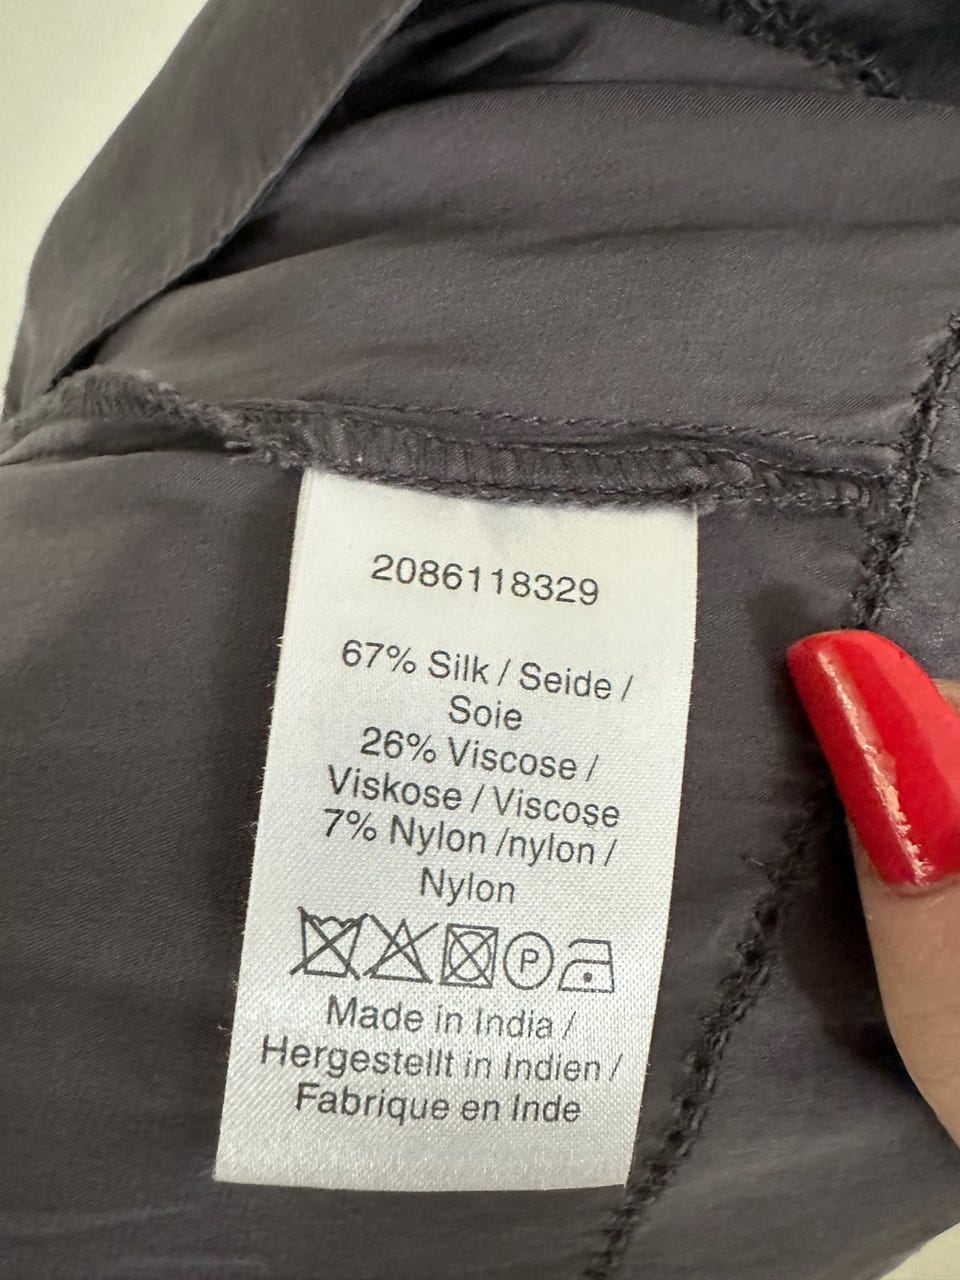 2086118329
67% Silk / Seide /
Soie
26% Viscose /
Viskose / Viscose
7% Nylon /nylon /
Nylon
P
Made in India /
Hergestellt in Indien /
Fabrique en Inde